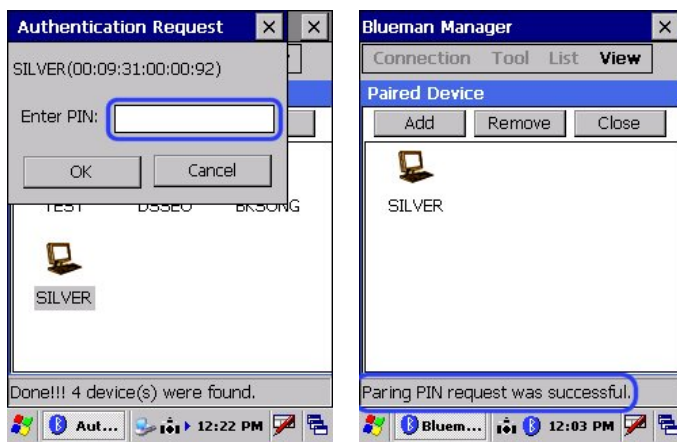 Authentication Request
SILVER(00:09:31:00:00:92)
Enter PIN:
OK Cancel
TEST DSSEO BKSONG
SILVER
Done!!! 4 device(s) were found.
Aut... 12:22 PM
Blueman Manager
Connection Tool List View
Paired Device
Add Remove Close
SILVER
Paring PIN request was successful.
Bluem... 12:03 PM